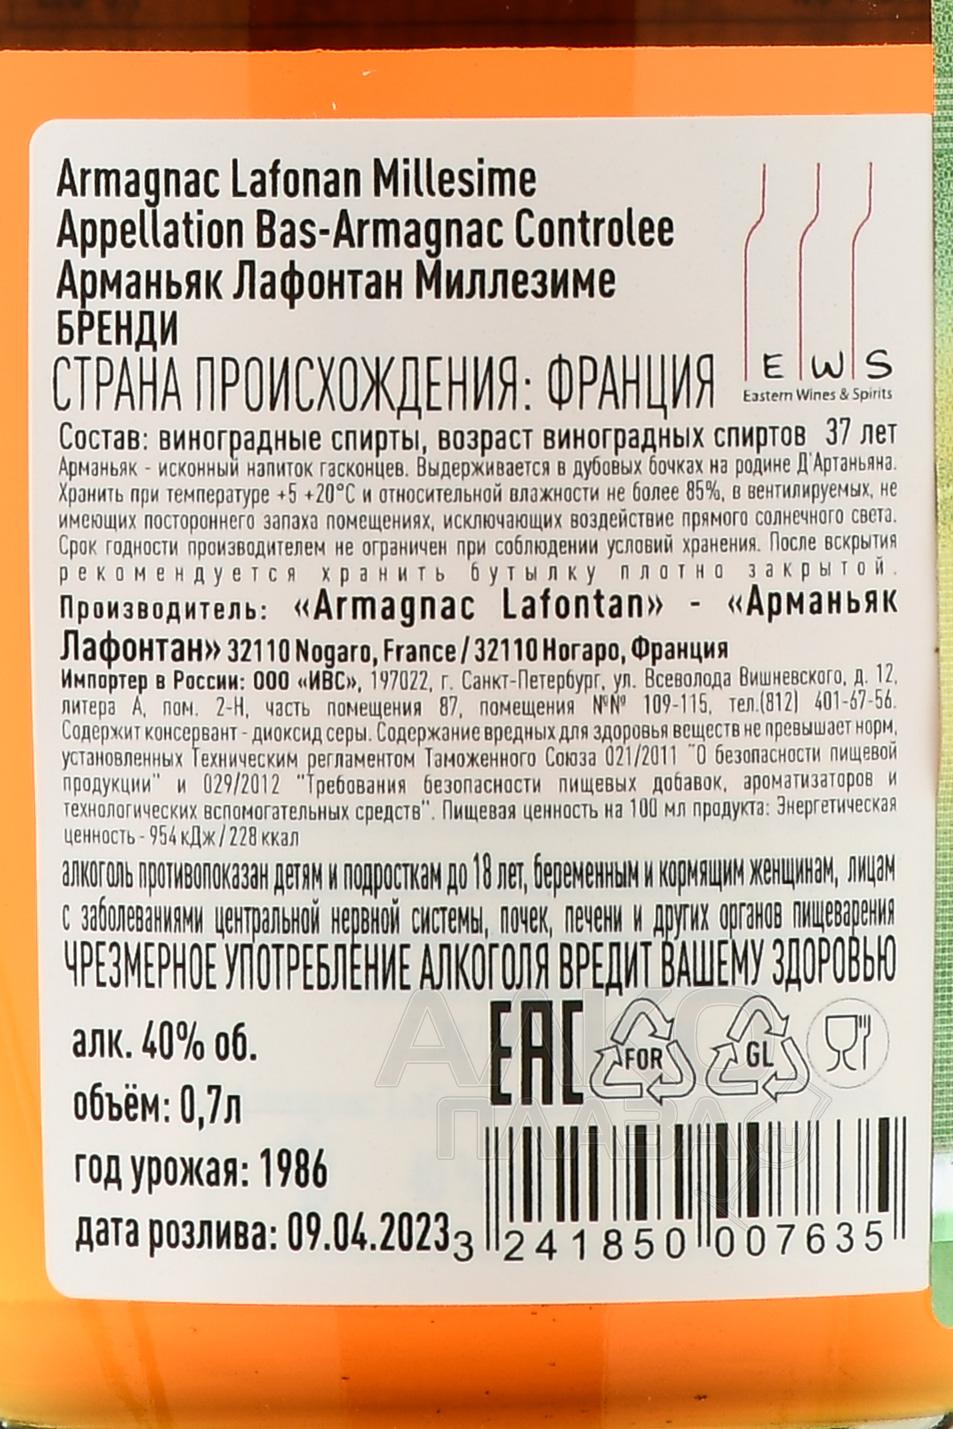 Armagnac Lafonan Millesime
Appellation Bas-Armagnac Controlee
Арманьяк Лафонтан Миллезиме
БРЕНДИ
СТРАНА ПРОИСХОЖДЕНИЯ: ФРАНЦИЯ
E W S
Eastern Wines & Spirits
Состав: виноградные спирты, возраст виноградных спиртов 37 лет
Арманьяк - исконный напиток гасконцев. Выдерживается в дубовых бочках на родине Д'Артаньяна.
Хранить при температуре +5 +20°С и относительной влажности не более 85%, в вентилируемых, не
имеющих постороннего запаха помещениях, исключающих воздействие прямого солнечного света.
Срок годности производителем не ограничен при соблюдении условий хранения. После вскрытия
рекомендуется хранить бутылку плотно закрытой.
Производитель: «Armagnac Lafontan» - «Арманьяк
Лафонтан» 32110 Nogaro, France / 32110 Ногаро, Франция
Импортер в России: ООО «ИВС», 197022, г. Санкт-Петербург, ул. Всеволода Вишневского, д. 12,
литера А, пом. 2-Н, часть помещения 87, помещения №№ 109-115, тел.(812) 401-67-56.
Содержит консервант - диоксид серы. Содержание вредных для здоровья веществ не превышает норм,
установленных Техническим регламентом Таможенного Союза 021/2011 "О безопасности пищевой
продукции" и 029/2012 "Требования безопасности пищевых добавок, ароматизаторов и
технологических вспомогательных средств". Пищевая ценность на 100 мл продукта: Энергетическая
ценность - 954 кДж / 228 ккал
алкоголь противопоказан детям и подросткам до 18 лет, беременным и кормящим женщинам, лицам
с заболеваниями центральной нервной системы, почек, печени и других органов пищеварения
ЧРЕЗМЕРНОЕ УПОТРЕБЛЕНИЕ АЛКОГОЛЯ ВРЕДИТ ВАШЕМУ ЗДОРОВЬЮ
алк. 40% об.
объём: 0,7л
год урожая: 1986
дата розлива: 09.04.2023
EAC
FOR
GL
АЛКО
ПЛАЗА
3 241850 007635